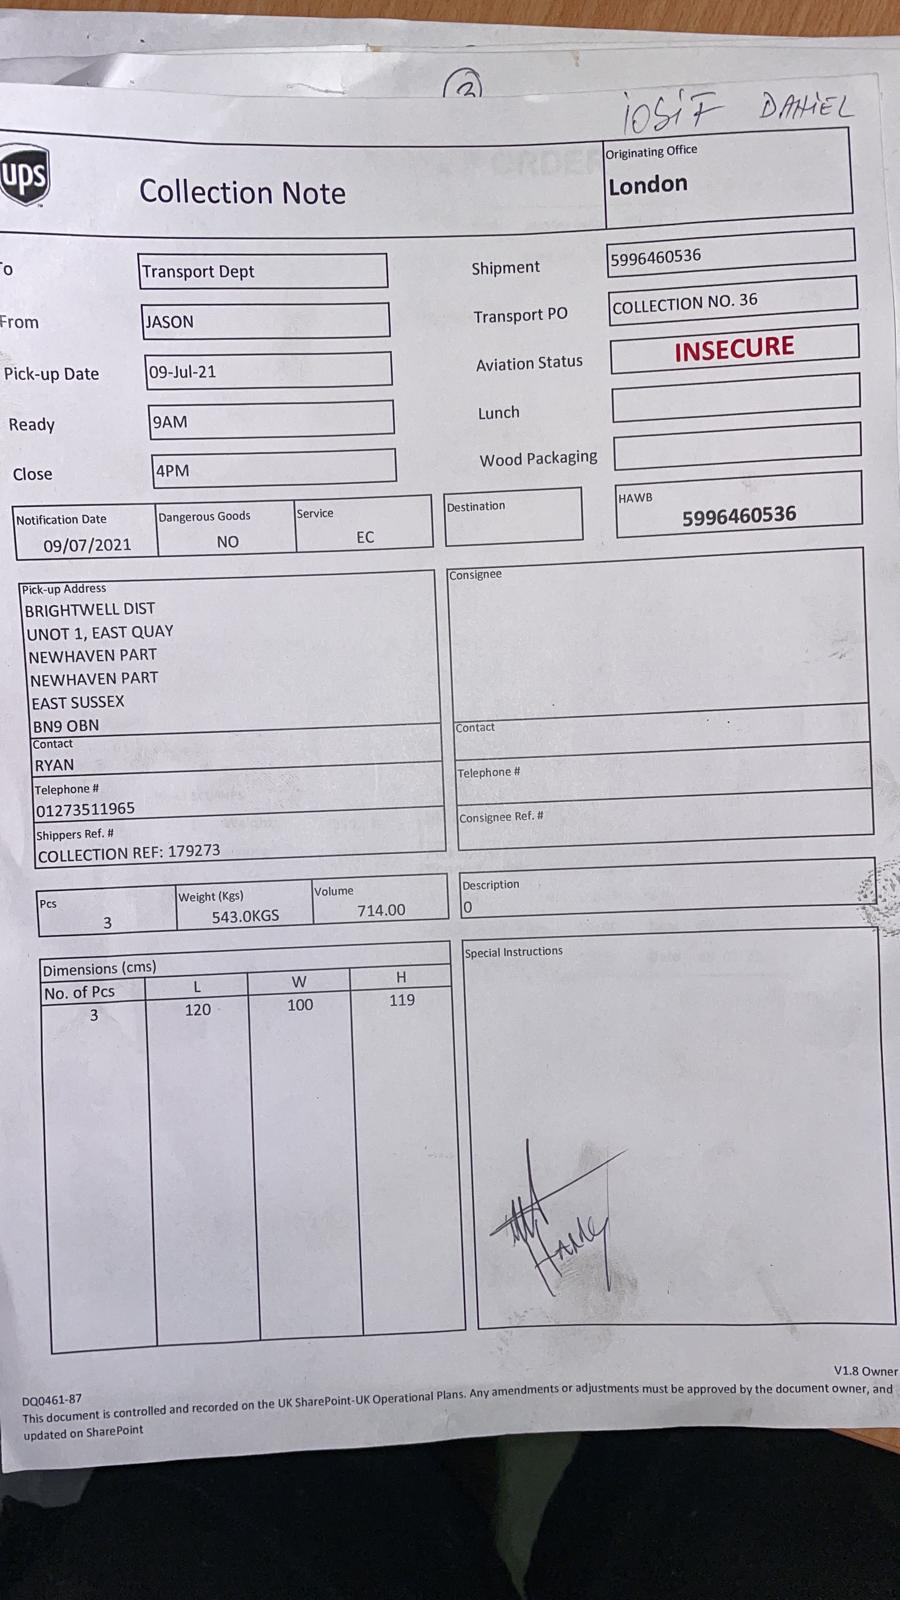 2
iOSiF DANiEL
ups
Collection Note
Originating Office
London
To
Transport Dept
Shipment
5996460536
From
JASON
Transport PO
COLLECTION NO. 36
Pick-up Date
09-Jul-21
Aviation Status
INSECURE
Ready
9AM
Lunch
Close
4PM
Wood Packaging
Notification Date
09/07/2021
Dangerous Goods
NO
Service
EC
Destination
HAWB
5996460536
Pick-up Address
BRIGHTWELL DIST
UNOT 1, EAST QUAY
NEWHAVEN PART
NEWHAVEN PART
EAST SUSSEX
BN9 OBN
Contact
RYAN
Telephone #
01273511965
Shippers Ref. #
COLLECTION REF: 179273
Consignee
Contact
Telephone #
Consignee Ref. #
Pcs
3
Weight (Kgs)
543.0KGS
Volume
714.00
Description
0
Dimensions (cms)
No. of Pcs L W H
3 120 100 119
Special Instructions
V1.8 Owner
DQ0461-87
This document is controlled and recorded on the UK SharePoint-UK Operational Plans. Any amendments or adjustments must be approved by the document owner, and
updated on SharePoint